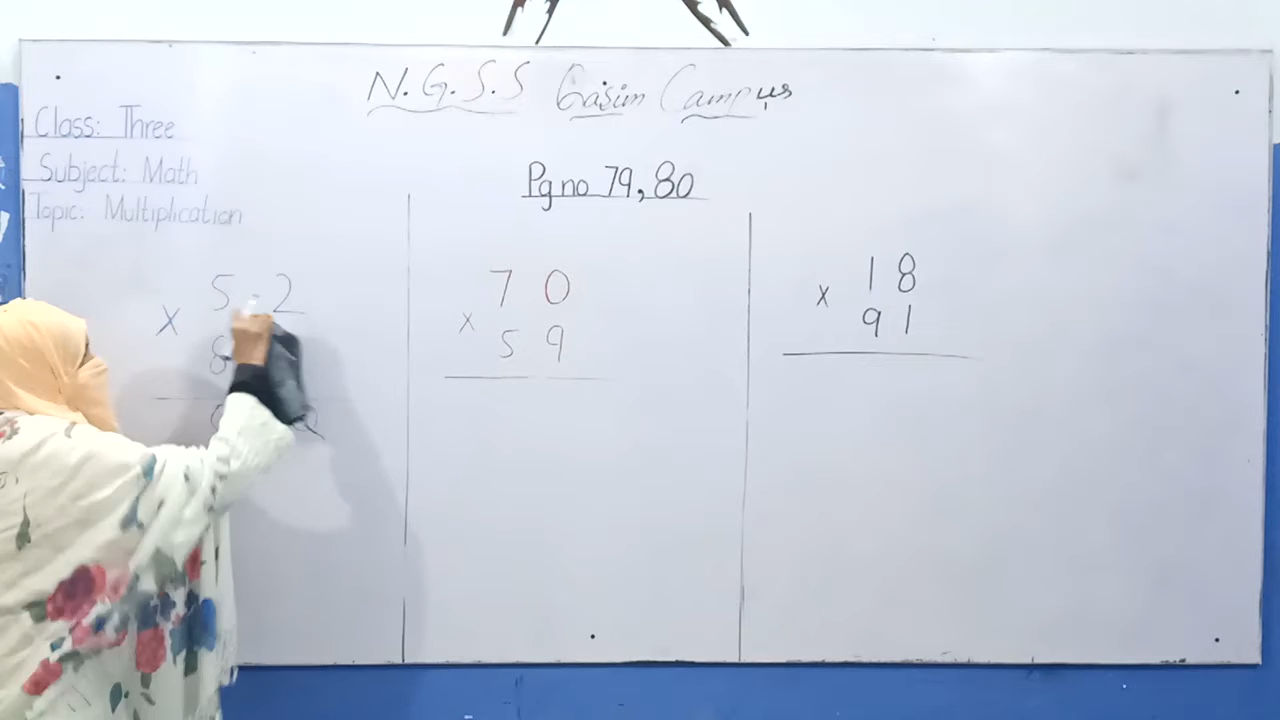 N.G.S.S Gasim Campus
Class: Three
Subject: Math
Topic: Multiplication
Pg no 79, 80
5 2
x
8
7 0
x
5 9
1 8
x
9 1